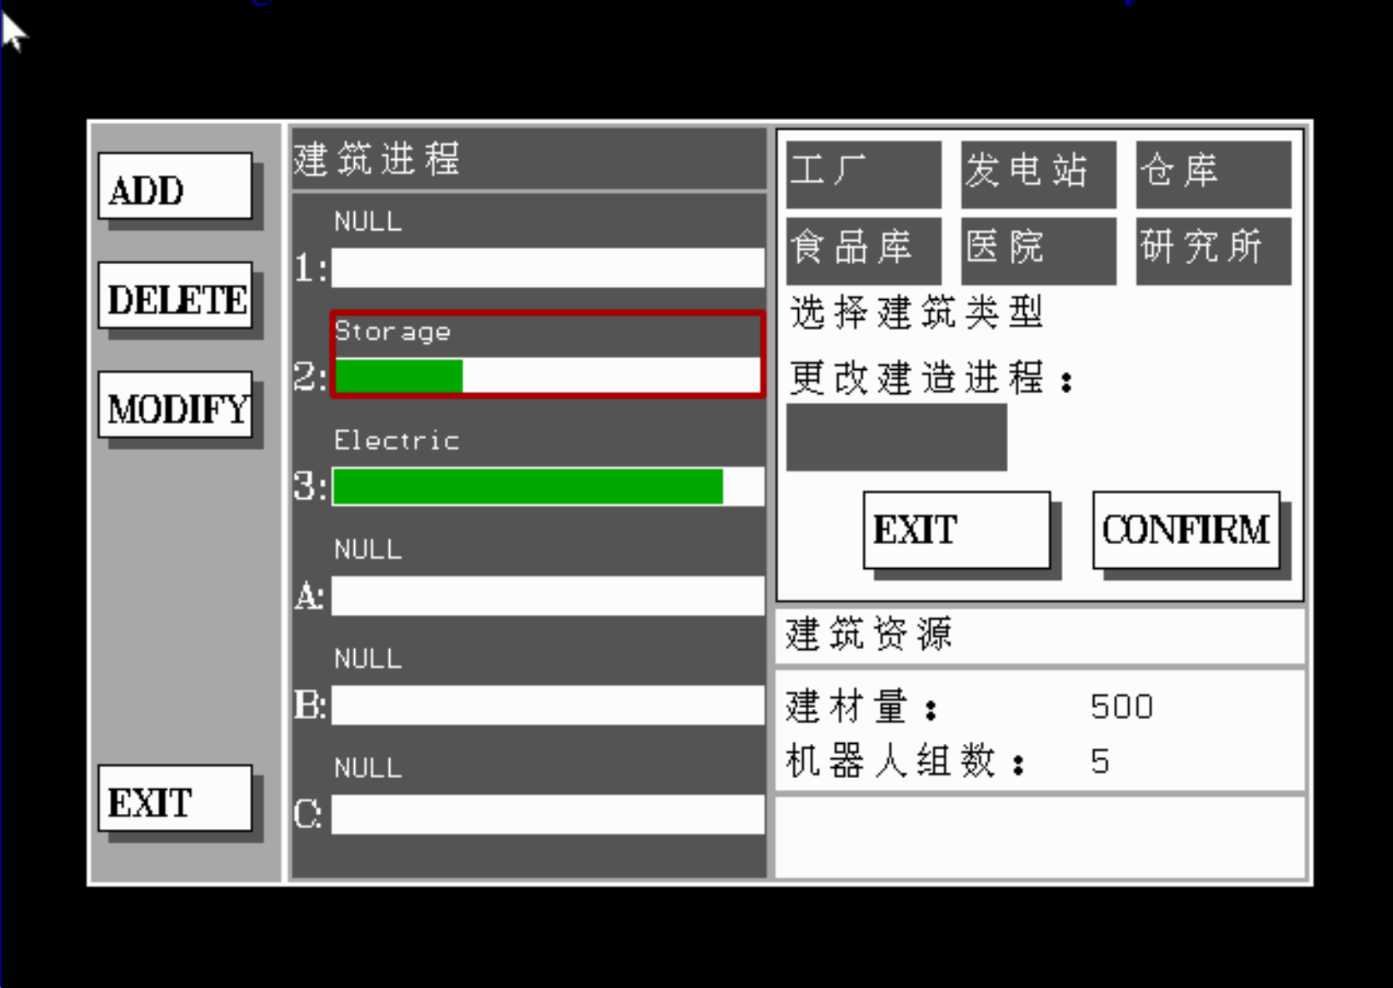 ADD
DELETE
MODIFY
EXIT
建筑进程
NULL
1:
Storage
2:
Electric
3:
NULL
A:
NULL
B:
NULL
C:
工厂 发电站 仓库
食品库 医院 研究所
选择建筑类型
更改建造进程：
EXIT CONFIRM
建筑资源
建材量： 500
机器人组数： 5